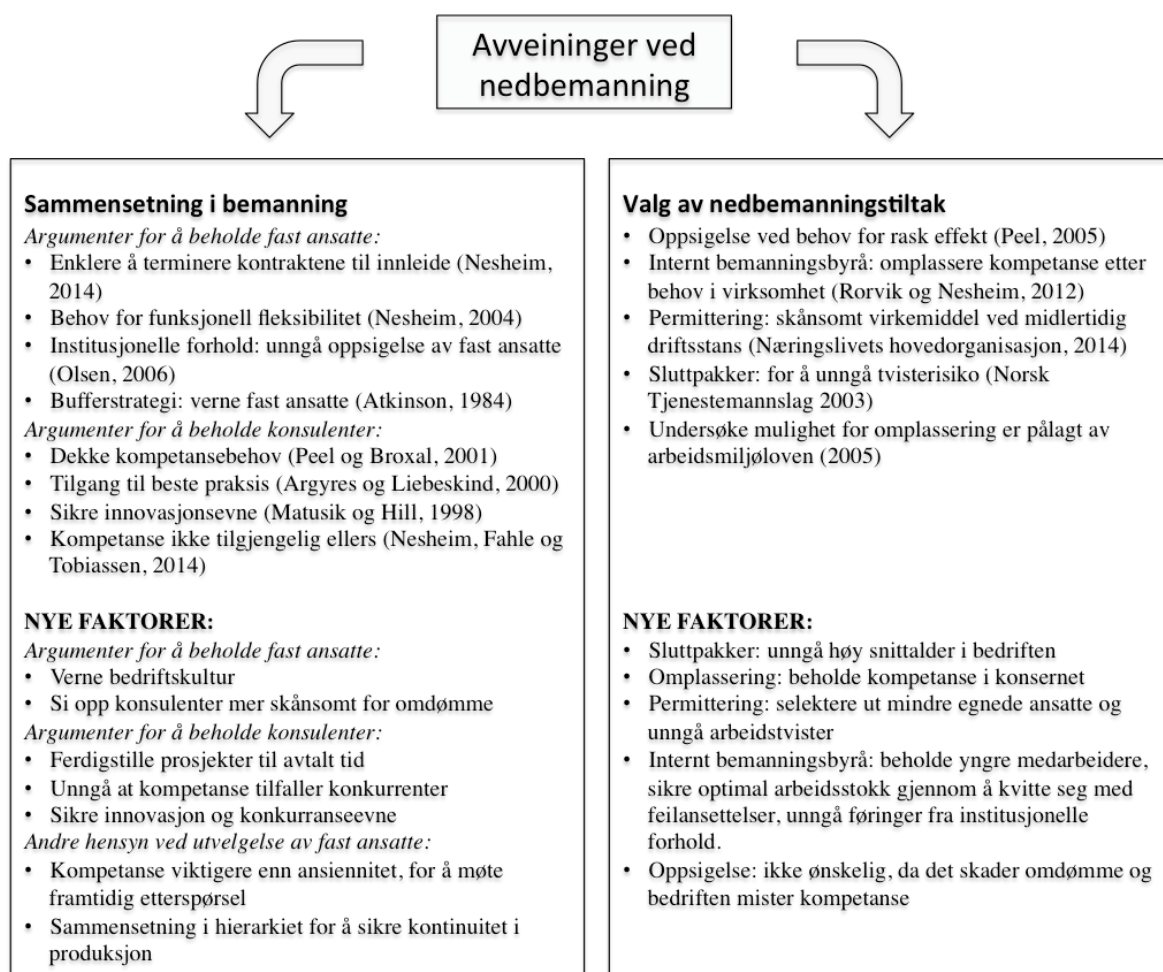 Avveininger ved
nedbemanning
Sammensetning i bemanning
Argumenter for å beholde fast ansatte:
• Enklere å terminere kontraktene til innleide (Nesheim,
2014)
• Behov for funksjonell fleksibilitet (Nesheim, 2004)
• Institusjonelle forhold: unngå oppsigelse av fast ansatte
(Olsen, 2006)
• Bufferstrategi: verne fast ansatte (Atkinson, 1984)
Argumenter for å beholde konsulenter:
• Dekke kompetansebehov (Peel og Broxal, 2001)
• Tilgang til beste praksis (Argyres og Liebeskind, 2000)
• Sikre innovasjonsevne (Matusik og Hill, 1998)
• Kompetanse ikke tilgjengelig ellers (Nesheim, Fahle og
Tobiassen, 2014)
NYE FAKTORER:
Argumenter for å beholde fast ansatte:
• Verne bedriftskultur
• Si opp konsulenter mer skånsomt for omdømme
Argumenter for å beholde konsulenter:
• Ferdigstille prosjekter til avtalt tid
• Unngå at kompetanse tilfaller konkurrenter
• Sikre innovasjon og konkurranseevne
Andre hensyn ved utvelgelse av fast ansatte:
• Kompetanse viktigere enn ansiennitet, for å møte
framtidig etterspørsel
• Sammensetning i hierarkiet for å sikre kontinuitet i
produksjon
Valg av nedbemanningstiltak
• Oppsigelse ved behov for rask effekt (Peel, 2005)
• Internt bemanningsbyrå: omplassere kompetanse etter
behov i virksomhet (Rorvik og Nesheim, 2012)
• Permittering: skånsomt virkemiddel ved midlertidig
driftsstans (Næringslivets hovedorganisasjon, 2014)
• Sluttpakker: for å unngå tvisterisiko (Norsk
Tjenestemannslag 2003)
• Undersøke mulighet for omplassering er pålagt av
arbeidsmiljøloven (2005)
NYE FAKTORER:
• Sluttpakker: unngå høy snittalder i bedriften
• Omplassering: beholde kompetanse i konsernet
• Permittering: selektere ut mindre egnede ansatte og
unngå arbeidstvister
• Internt bemanningsbyrå: beholde yngre medarbeidere,
sikre optimal arbeidsstokk gjennom å kvitte seg med
feilansettelser, unngå føringer fra institusjonelle
forhold.
• Oppsigelse: ikke ønskelig, da det skader omdømme og
bedriften mister kompetanse